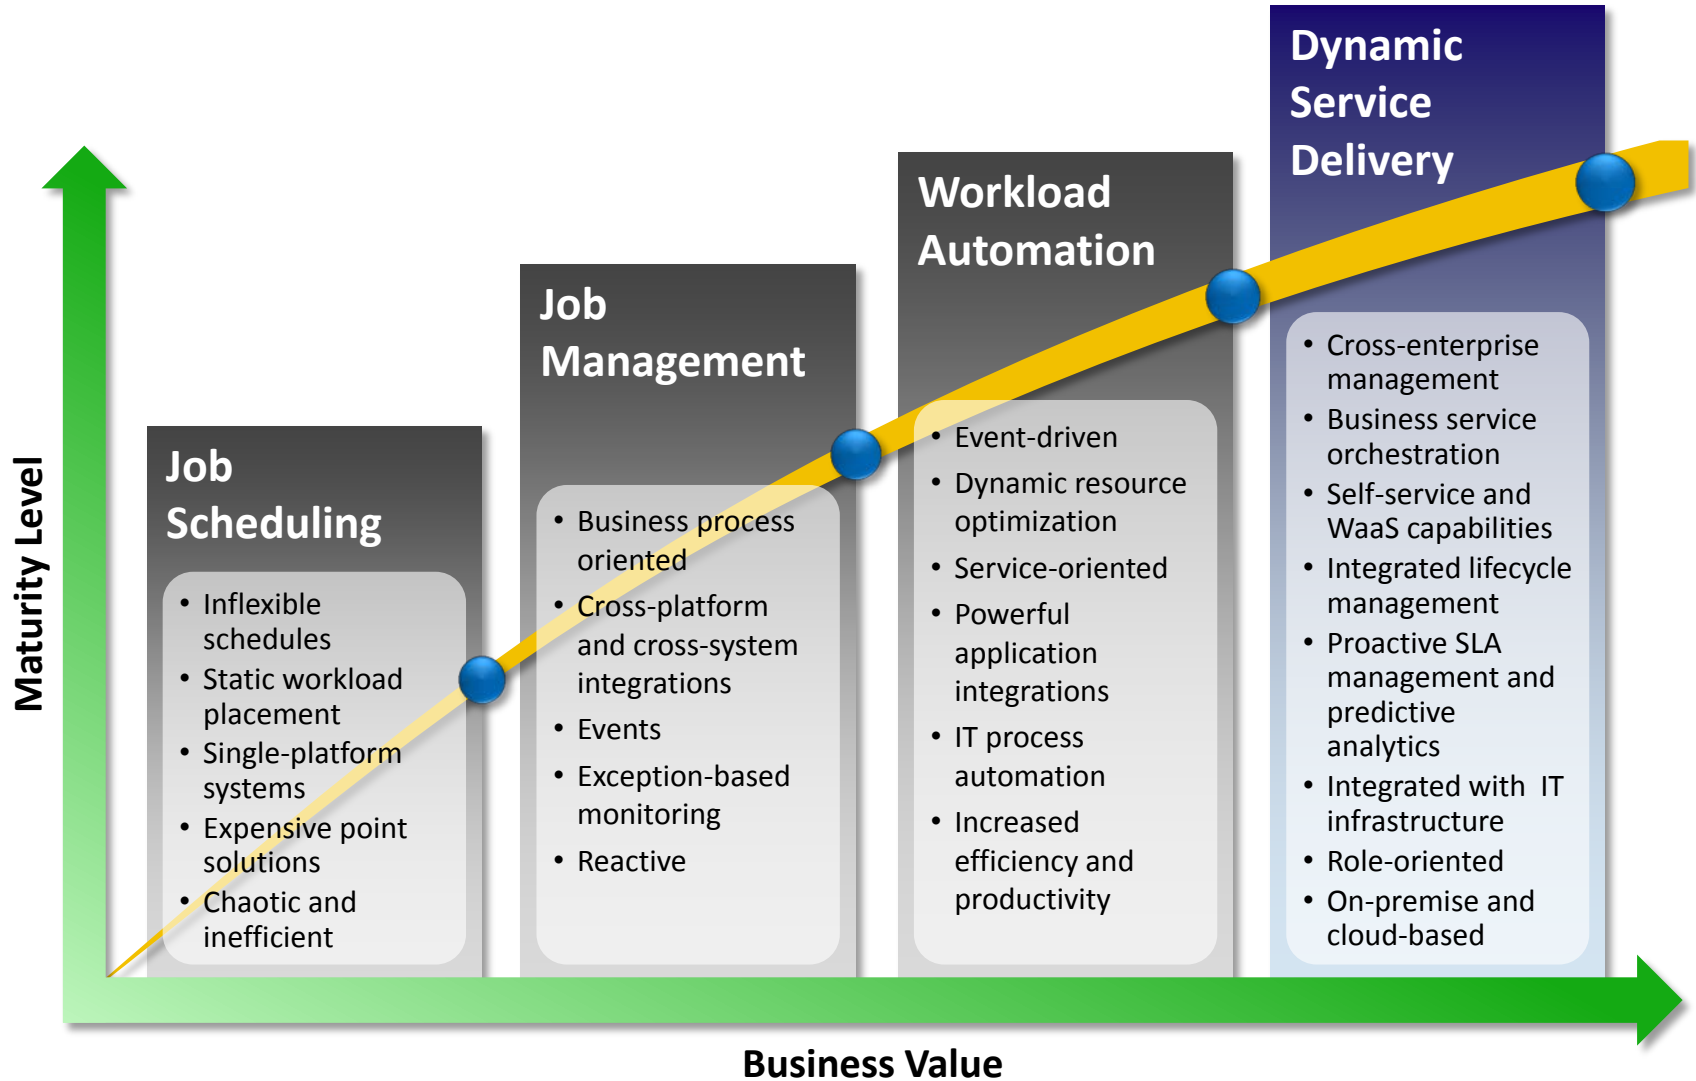 Maturity Level
Job
Scheduling
• Inflexible
schedules
• Static workload
placement
• Single-platform
systems
• Expensive point
solutions
• Chaotic and
inefficient
Job
Management
• Business process
oriented
• Cross-platform
and cross-system
integrations
• Events
• Exception-based
monitoring
• Reactive
Workload
Automation
• Event-driven
• Dynamic resource
optimization
• Service-oriented
• Powerful
application
integrations
• IT process
automation
• Increased
efficiency and
productivity
Dynamic
Service
Delivery
• Cross-enterprise
management
• Business service
orchestration
• Self-service and
WaaS capabilities
• Integrated lifecycle
management
• Proactive SLA
management and
predictive
analytics
• Integrated with IT
infrastructure
• Role-oriented
• On-premise and
cloud-based
Business Value